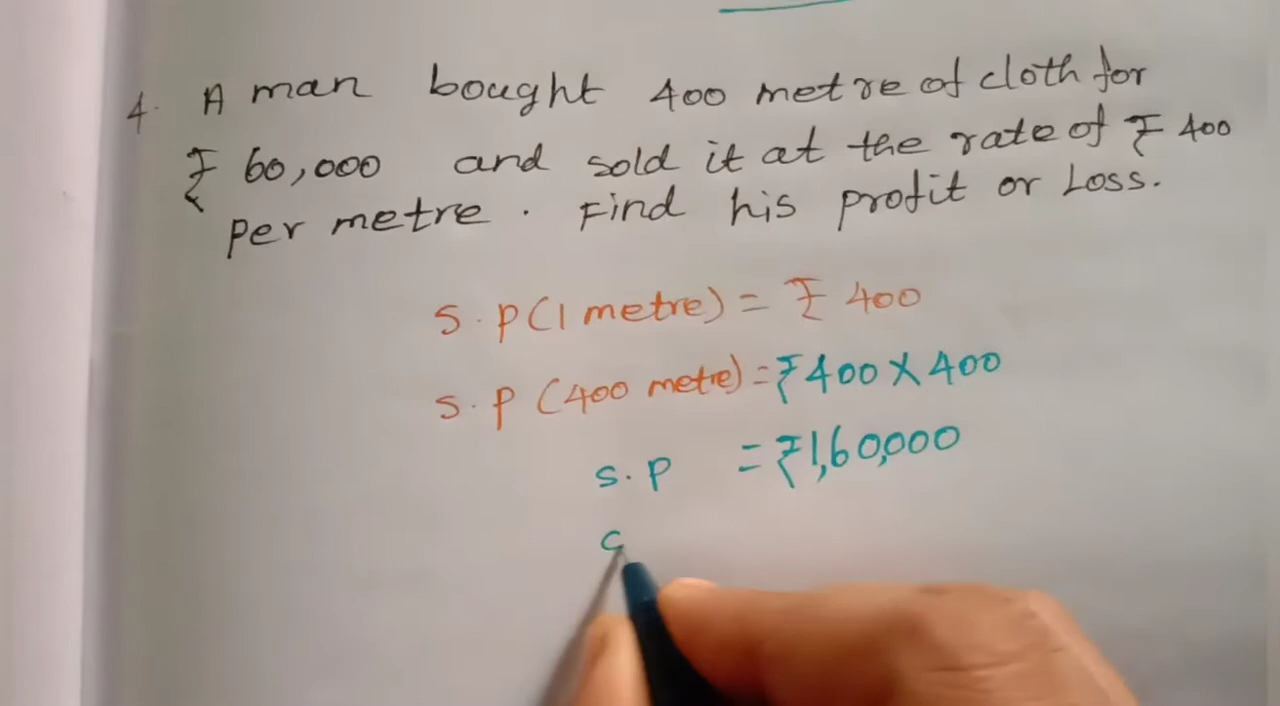 4. A man bought 400 metre of cloth for
₹ 60,000 and sold it at the rate of ₹ 400
per metre. Find his profit or Loss.
S.P (1 metre) = ₹ 400
S.P (400 metre) = ₹400 X 400
S.P = ₹1,60,000
C